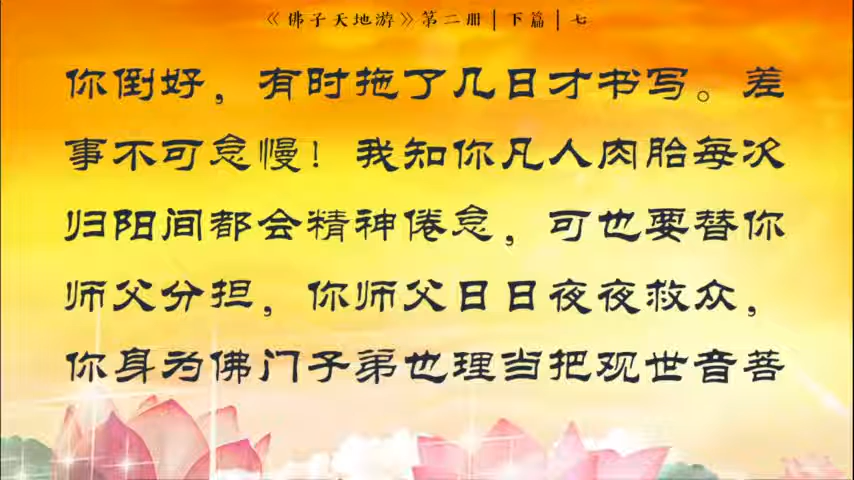 《佛子天地游》第二册|下篇|七
你倒好，有时拖了几日才书写。差
事不可怠慢！我知你凡人肉胎每次
归阳间都会精神倦怠，可也要替你
师父分担，你师父日日夜夜救众，
你身为佛门子弟也理当把观世音菩